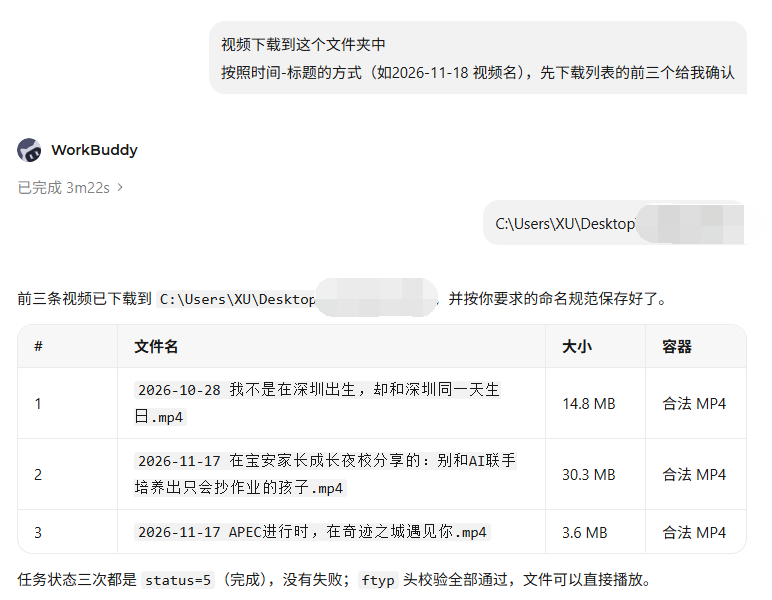 视频下载到这个文件夹中
按照时间-标题的方式（如2026-11-18 视频名），先下载列表的前三个给我确认
WorkBuddy
已完成 3m22s >
C:\Users\XU\Desktop
前三条视频已下载到 C:\Users\XU\Desktop ，并按你要求的命名规范保存好了。
# 文件名 大小 容器
1 2026-10-28 我不是在深圳出生，却和深圳同一天生 14.8 MB 合法 MP4
日.mp4
2 2026-11-17 在宝安家长成长夜校分享的：别和AI联手 30.3 MB 合法 MP4
培养出只会抄作业的孩子.mp4
3 2026-11-17 APEC进行时，在奇迹之城遇见你.mp4 3.6 MB 合法 MP4
任务状态三次都是 status=5 （完成），没有失败；ftyp 头校验全部通过，文件可以直接播放。